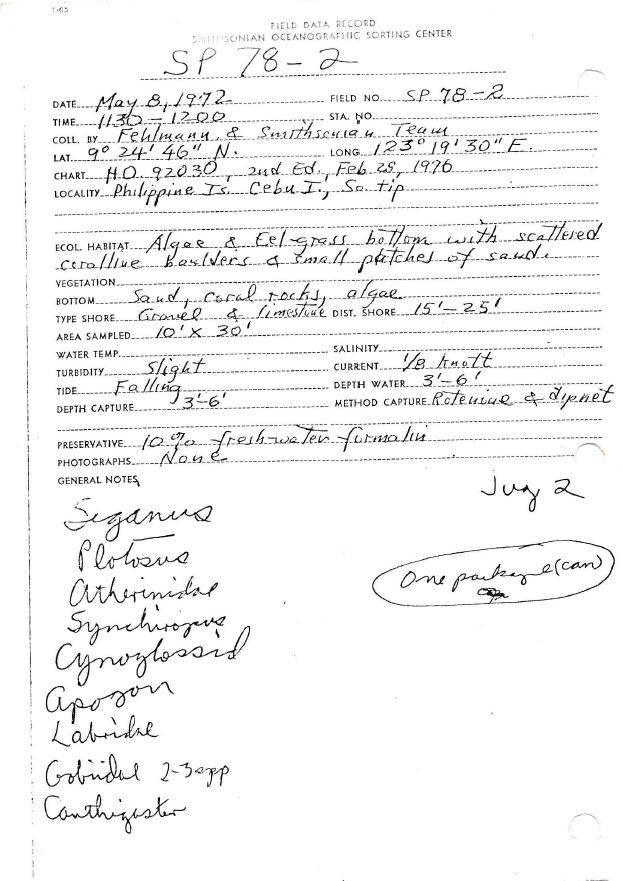 7-65
FIELD DATA RECORD
SMITHSONIAN OCEANOGRAPHIC SORTING CENTER
SP 78-2
DATE May 8, 1972 FIELD NO. SP 78-2
TIME 1130-1200 STA. NO.
COLL. BY Fehlmann & Smithsonian Team
LAT. 9° 24' 46" N. LONG. 123° 19' 30" E
CHART H.O. 92030, 2nd Ed., Feb 25, 1976
LOCALITY Philippine Is. Cebu I., So. tip
ECOL. HABITAT Algae & Eel-grass bottom with scattered
coralline boulders & small patches of sand.
VEGETATION
BOTTOM Sand, coral rocks, algae
TYPE SHORE Gravel & limestone DIST. SHORE 15'-25'
AREA SAMPLED 10' X 30'
WATER TEMP. SALINITY
TURBIDITY Slight CURRENT 1/8 Knott
TIDE Falling DEPTH WATER 3'-6'
DEPTH CAPTURE 3'-6' METHOD CAPTURE Rotenine & dipnet
PRESERVATIVE 10% freshwater formalin
PHOTOGRAPHS None
GENERAL NOTES
Jug 2
Siganus
Plotosus
Atherinidae
One package (can)
Synchiropus
Cynoglossid
Apogon
Labridae
Gobiidae 2-3 spp
Canthigaster